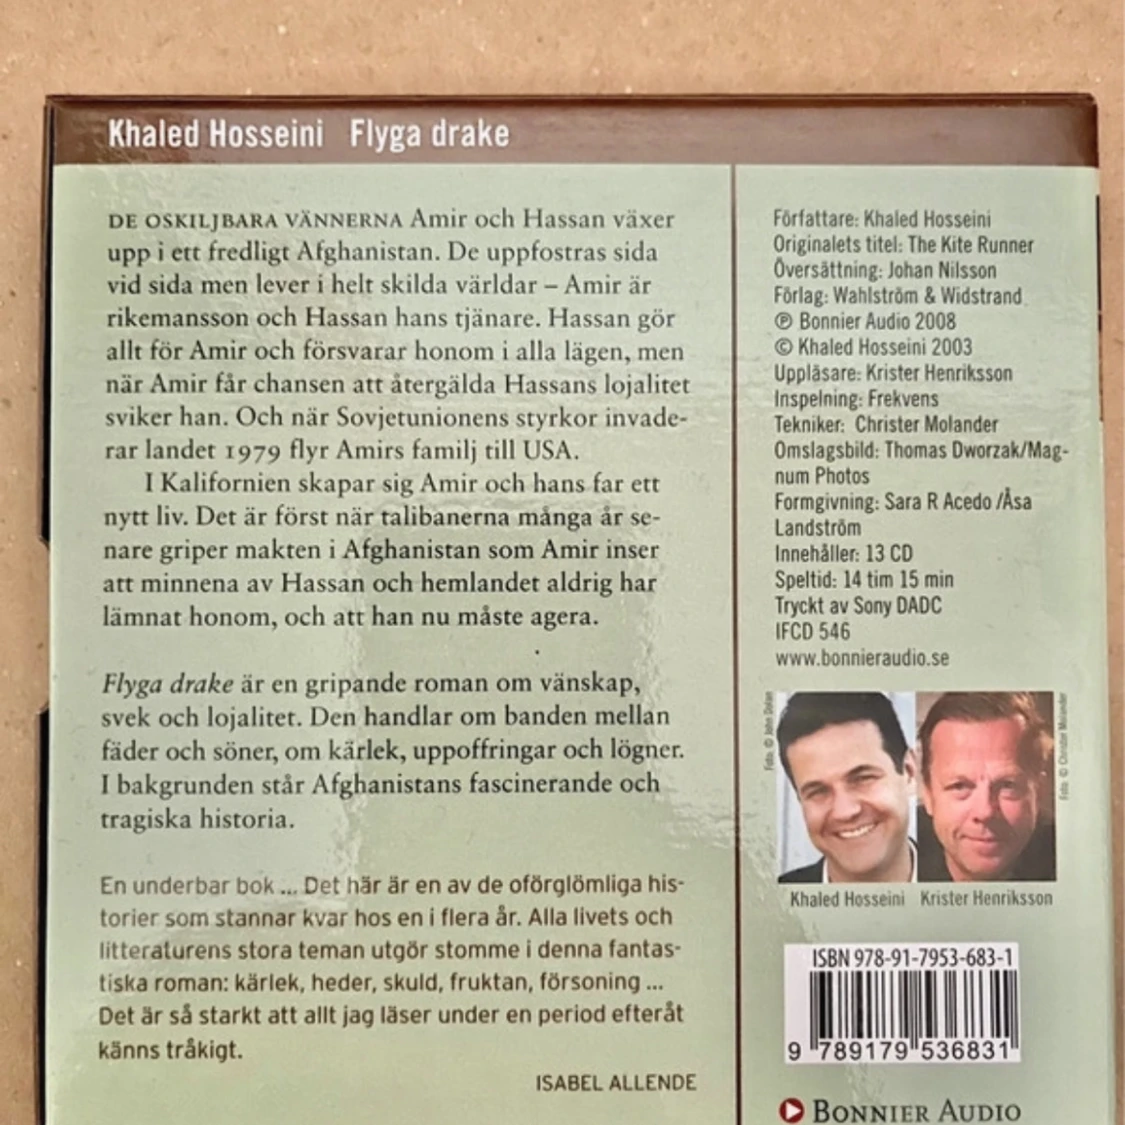 Khaled Hosseini Flyga drake
DE OSKILJBARA VÄNNERNA Amir och Hassan växer
upp i ett fredligt Afghanistan. De uppfostras sida
vid sida men lever i helt skilda världar – Amir är
rikemansson och Hassan hans tjänare. Hassan gör
allt för Amir och försvarar honom i alla lägen, men
när Amir får chansen att återgälda Hassans lojalitet
sviker han. Och när Sovjetunionens styrkor invade-
rar landet 1979 flyr Amirs familj till USA.
I Kalifornien skapar sig Amir och hans far ett
nytt liv. Det är först när talibanerna många år se-
nare griper makten i Afghanistan som Amir inser
att minnena av Hassan och hemlandet aldrig har
lämnat honom, och att han nu måste agera.
Flyga drake är en gripande roman om vänskap,
svek och lojalitet. Den handlar om banden mellan
fäder och söner, om kärlek, uppoffringar och lögner.
I bakgrunden står Afghanistans fascinerande och
tragiska historia.
En underbar bok ... Det här är en av de oförglömliga his-
torier som stannar kvar hos en i flera år. Alla livets och
litteraturens stora teman utgör stomme i denna fantas-
tiska roman: kärlek, heder, skuld, fruktan, försoning ...
Det är så starkt att allt jag läser under en period efteråt
känns tråkigt.
ISABEL ALLENDE
Författare: Khaled Hosseini
Originalets titel: The Kite Runner
Översättning: Johan Nilsson
Förlag: Wahlström & Widstrand
℗ Bonnier Audio 2008
© Khaled Hosseini 2003
Uppläsare: Krister Henriksson
Inspelning: Frekvens
Tekniker: Christer Molander
Omslagsbild: Thomas Dworzak/Mag-
num Photos
Formgivning: Sara R Acedo /Åsa
Landström
Innehåller: 13 CD
Speltid: 14 tim 15 min
Tryckt av Sony DADC
IFCD 546
www.bonnieraudio.se
Foto: © John Dolan
Foto © Christer Molander
Khaled Hosseini Krister Henriksson
ISBN 978-91-7953-683-1
9 789179 536831
BONNIER AUDIO